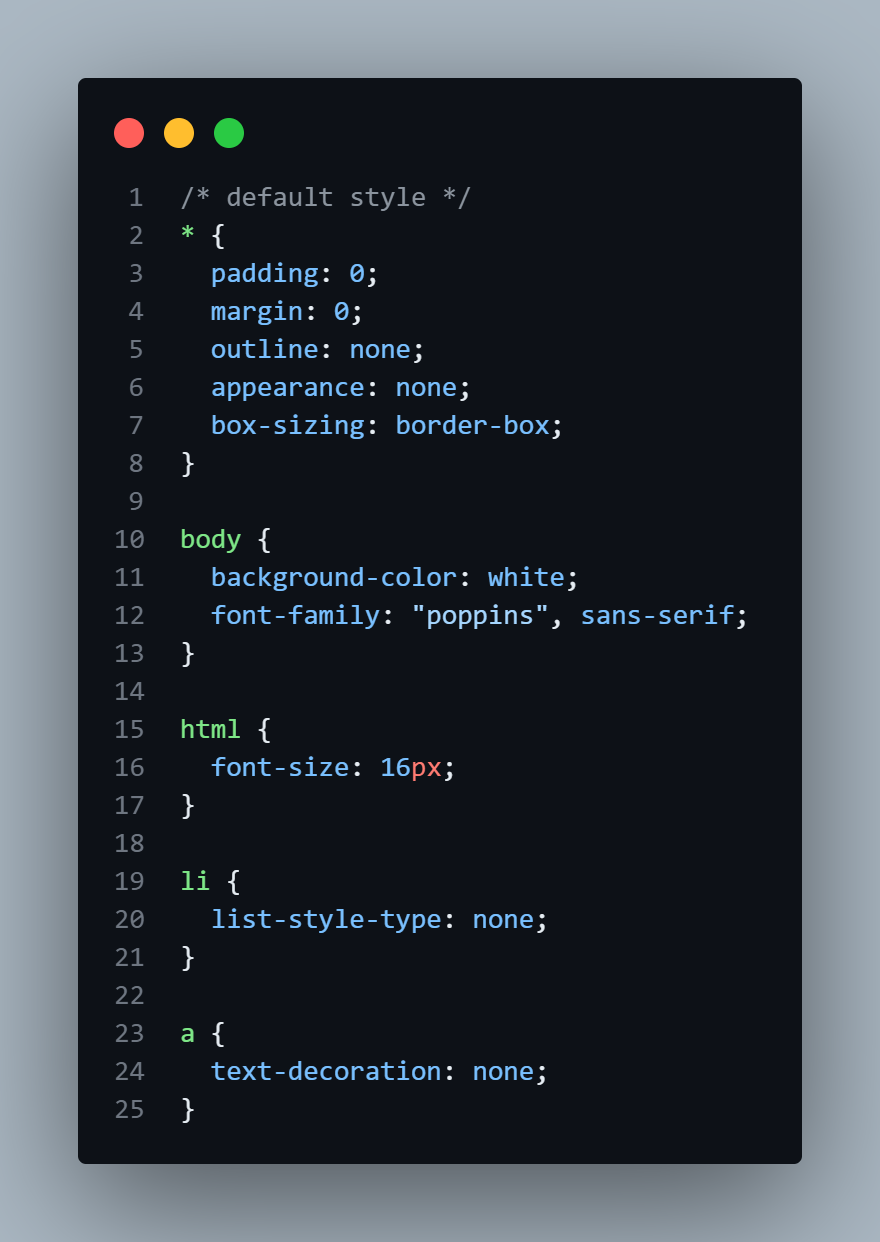 1 /* default style */
2 * {
3   padding: 0;
4   margin: 0;
5   outline: none;
6   appearance: none;
7   box-sizing: border-box;
8 }
9
10 body {
11   background-color: white;
12   font-family: "poppins", sans-serif;
13 }
14
15 html {
16   font-size: 16px;
17 }
18
19 li {
20   list-style-type: none;
21 }
22
23 a {
24   text-decoration: none;
25 }